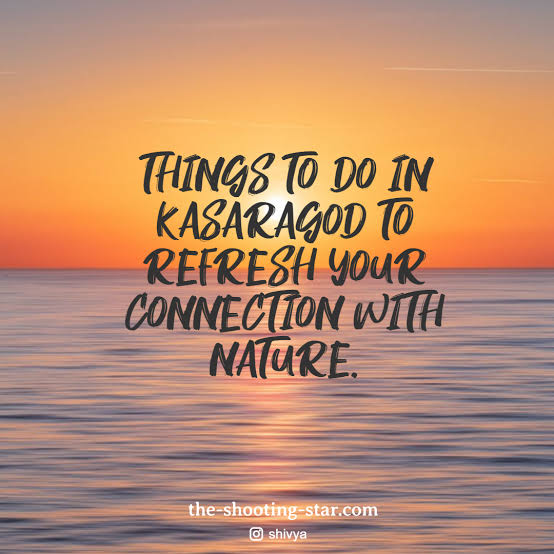 THINGS TO DO IN
KASARAGOD TO
REFRESH YOUR
CONNECTION WITH
NATURE.
the-shooting-star.com
shivya